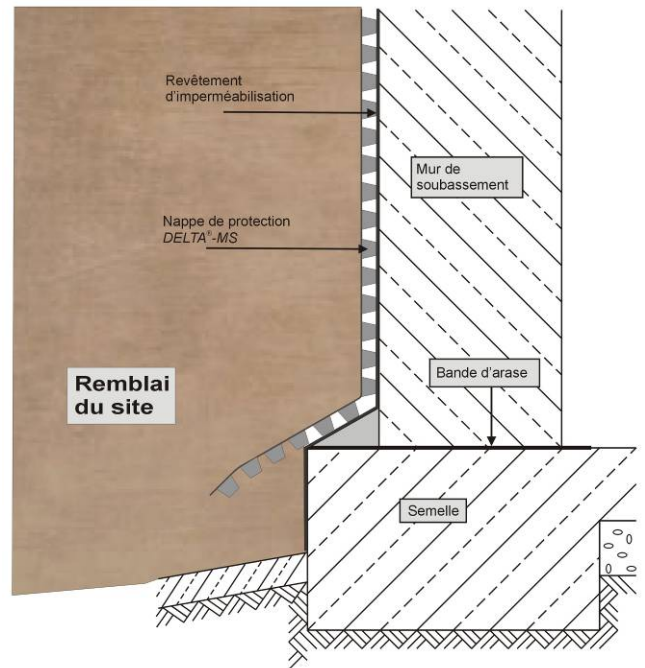 Revêtement
d'imperméabilisation
Mur de
soubassement
Nappe de protection
DELTA®-MS
Bande d'arase
Remblai
du site
Semelle